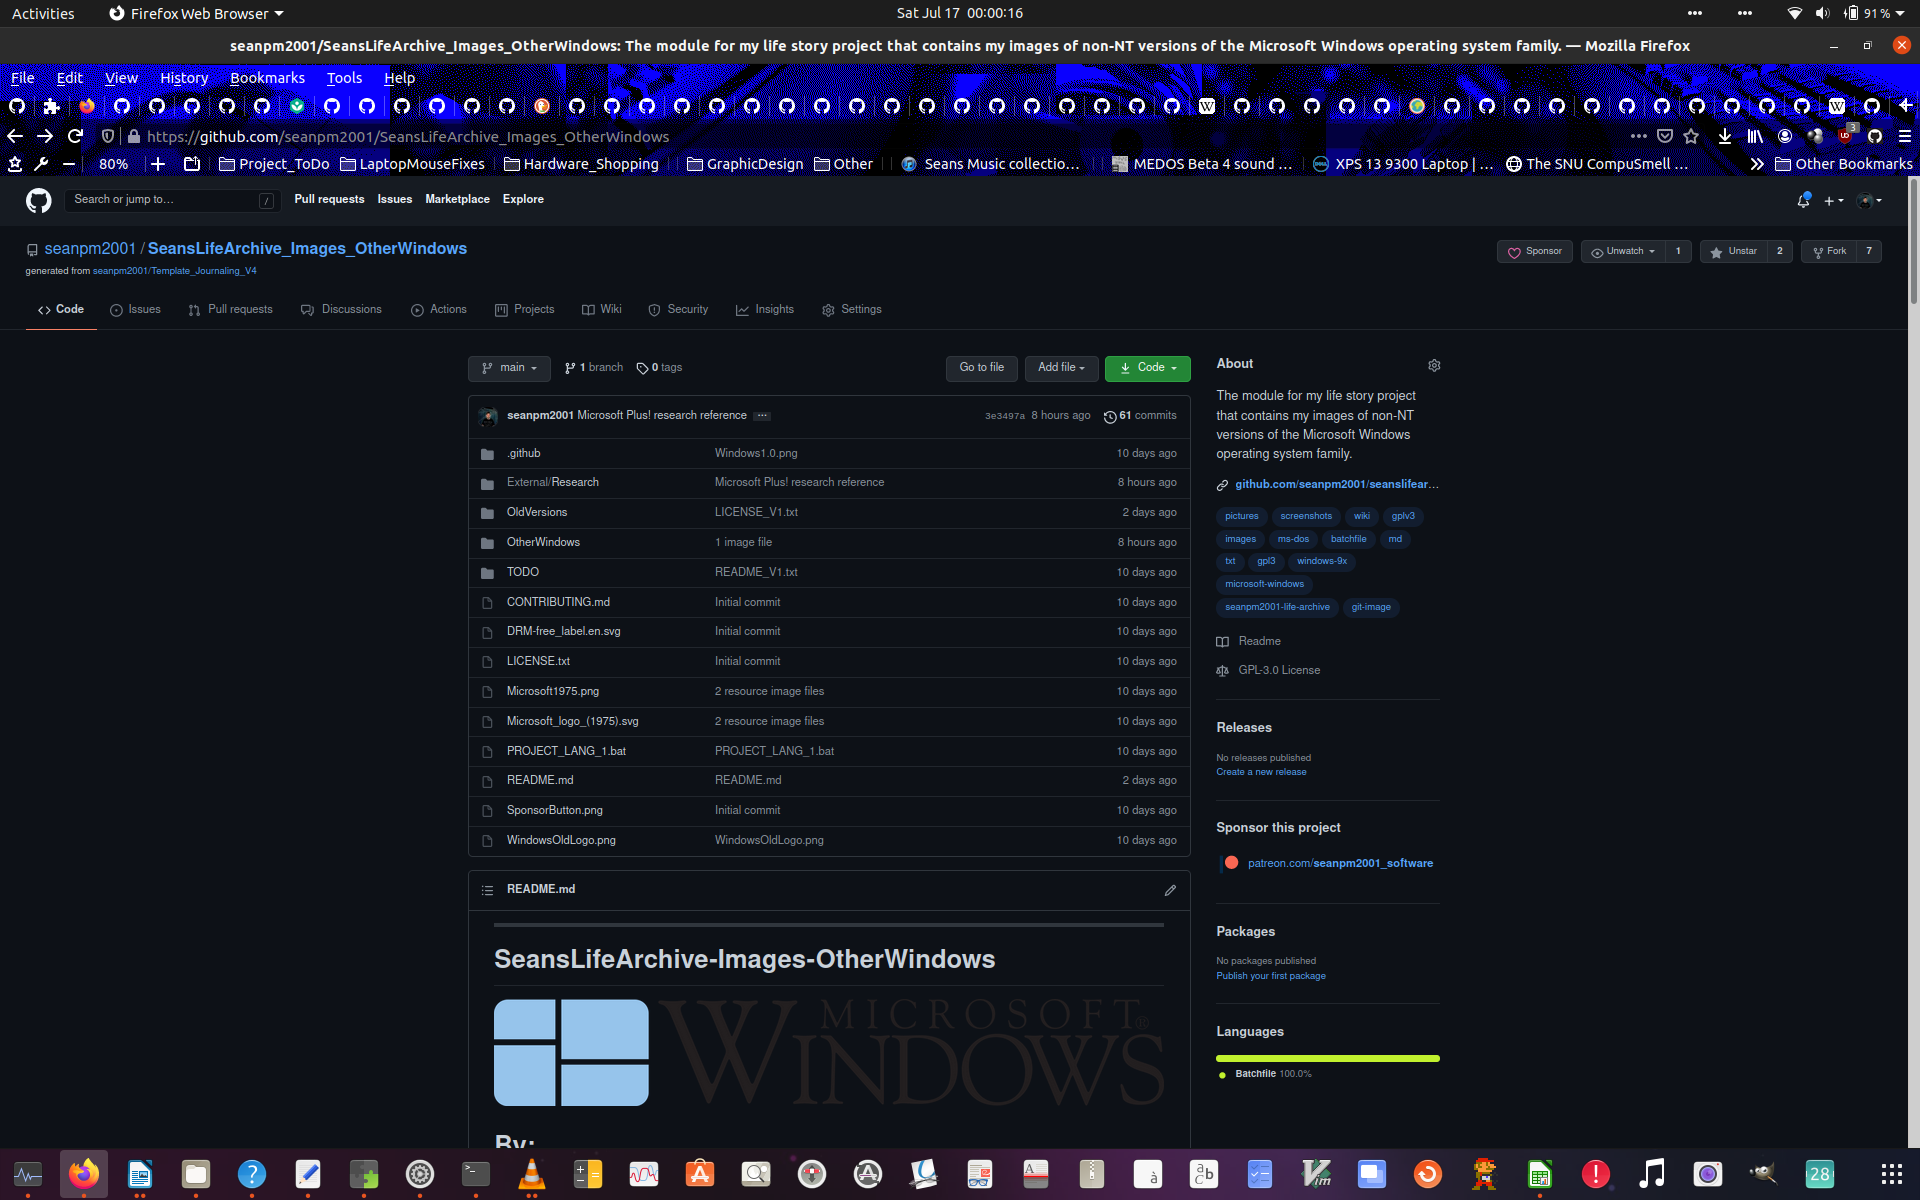 Activities Firefox Web Browser Sat Jul 17 00:00:16 91 %
seanpm2001/SeansLifeArchive_Images_OtherWindows: The module for my life story project that contains my images of non-NT versions of the Microsoft Windows operating system family. — Mozilla Firefox
File Edit View History Bookmarks Tools Help
https://github.com/seanpm2001/SeansLifeArchive_Images_OtherWindows 3
80% Project_ToDo LaptopMouseFixes Hardware_Shopping GraphicDesign Other Seans Music collectio… MEDOS Beta 4 sound … XPS 13 9300 Laptop | … The SNU CompuSmell … Other Bookmarks
Search or jump to… / Pull requests Issues Marketplace Explore
seanpm2001 / SeansLifeArchive_Images_OtherWindows Sponsor Unwatch 1 Unstar 2 Fork 7
generated from seanpm2001/Template_Journaling_V4
Code Issues Pull requests Discussions Actions Projects Wiki Security Insights Settings
main 1 branch 0 tags Go to file Add file Code
seanpm2001 Microsoft Plus! research reference ... 3e3497a 8 hours ago 61 commits
.github Windows1.0.png 10 days ago
External/Research Microsoft Plus! research reference 8 hours ago
OldVersions LICENSE_V1.txt 2 days ago
OtherWindows 1 image file 8 hours ago
TODO README_V1.txt 10 days ago
CONTRIBUTING.md Initial commit 10 days ago
DRM-free_label.en.svg Initial commit 10 days ago
LICENSE.txt Initial commit 10 days ago
Microsoft1975.png 2 resource image files 10 days ago
Microsoft_logo_(1975).svg 2 resource image files 10 days ago
PROJECT_LANG_1.bat PROJECT_LANG_1.bat 10 days ago
README.md README.md 2 days ago
SponsorButton.png Initial commit 10 days ago
WindowsOldLogo.png WindowsOldLogo.png 10 days ago
README.md
SeansLifeArchive-Images-OtherWindows
MICROSOFT®
WINDOWS
By:
About
The module for my life story project
that contains my images of non-NT
versions of the Microsoft Windows
operating system family.
github.com/seanpm2001/seanslifear…
pictures screenshots wiki gplv3
images ms-dos batchfile md
txt gpl3 windows-9x
microsoft-windows
seanpm2001-life-archive git-image
Readme
GPL-3.0 License
Releases
No releases published
Create a new release
Sponsor this project
patreon.com/seanpm2001_software
Packages
No packages published
Publish your first package
Languages
Batchfile 100.0%
28